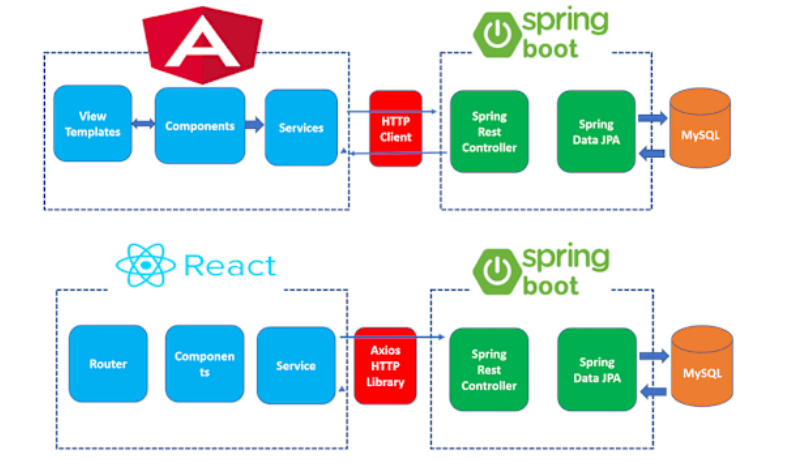 A
spring
boot
View
Templates
Components
Services
HTTP
Client
Spring
Rest
Controller
Spring
Data JPA
MySQL
React
spring
boot
Router
Componen
ts
Service
Axios
HTTP
Library
Spring
Rest
Controller
Spring
Data JPA
MySQL